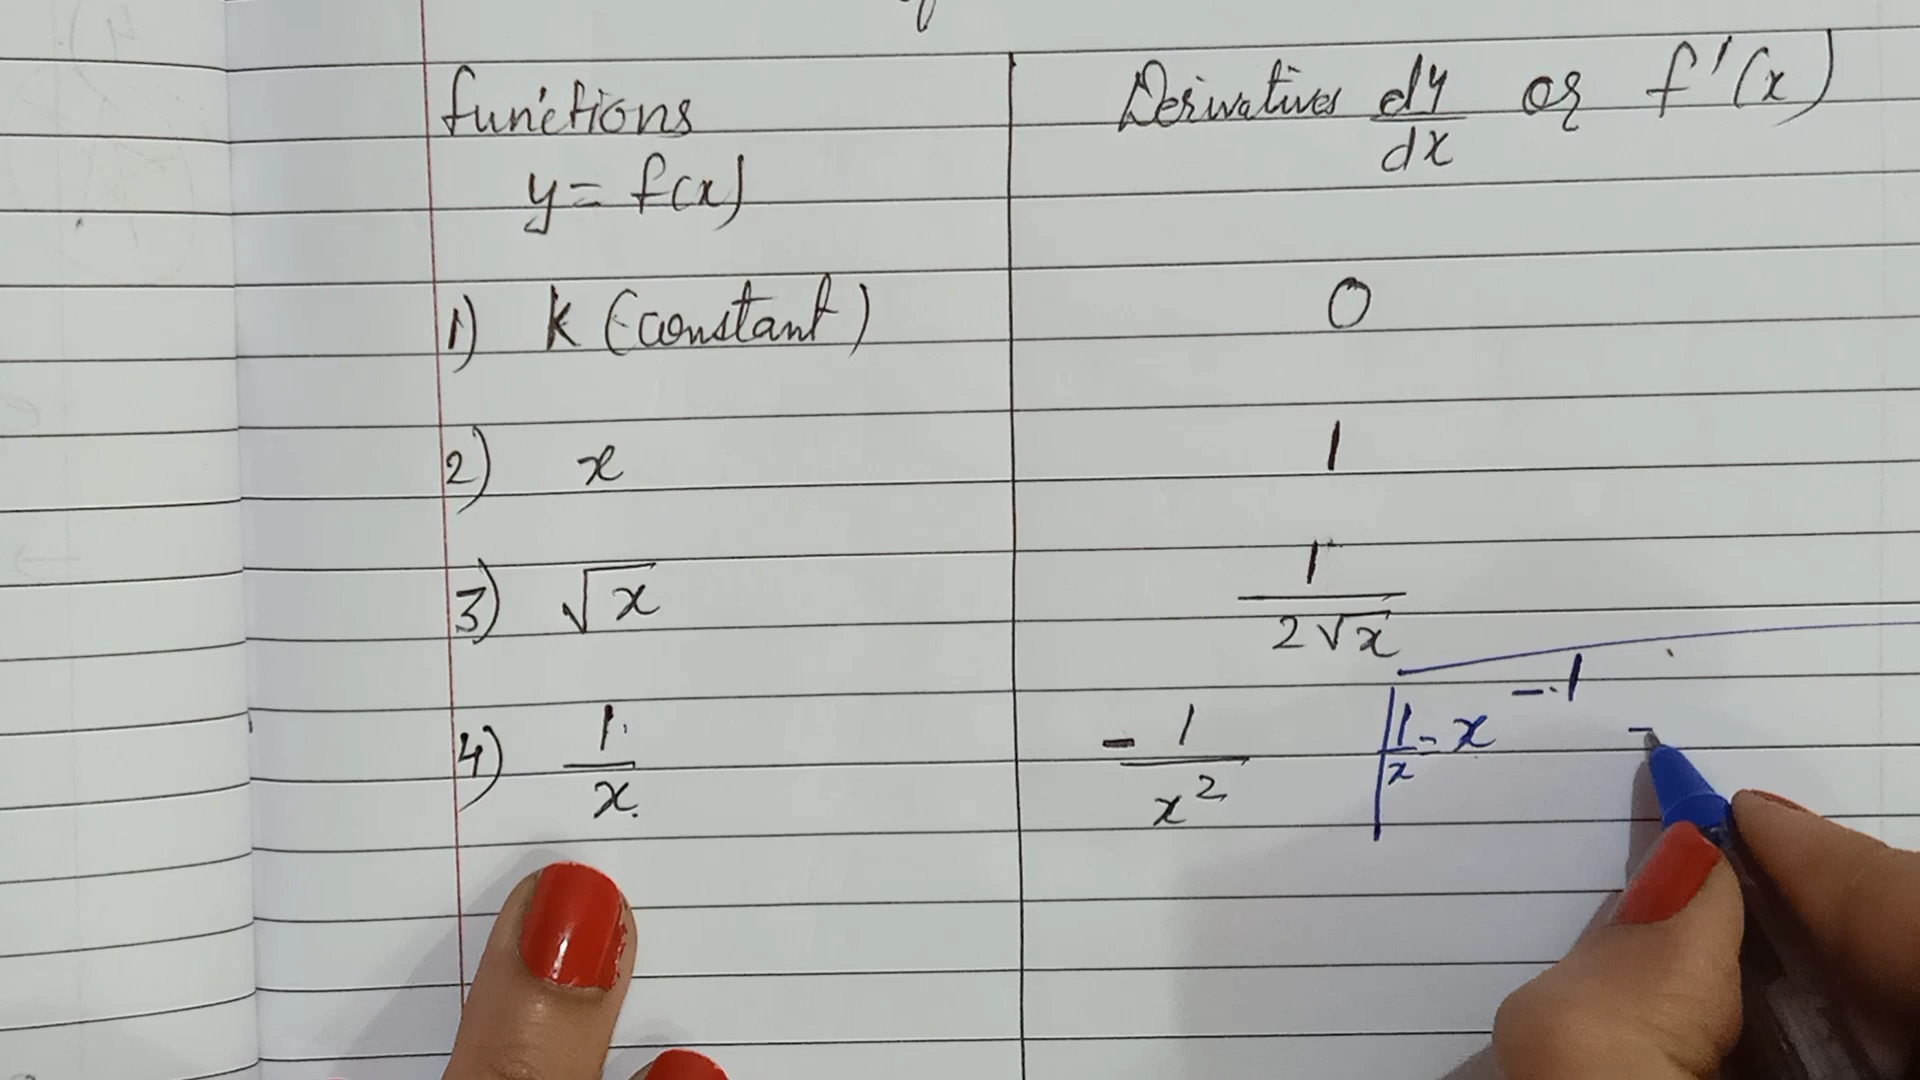 functions Derivatives dy/dx or f'(x)
y = f(x)
1) k (constant) 0
2) x 1
3) √x 1/2√x
4) 1/x -1/x² 1/x = x⁻¹ -